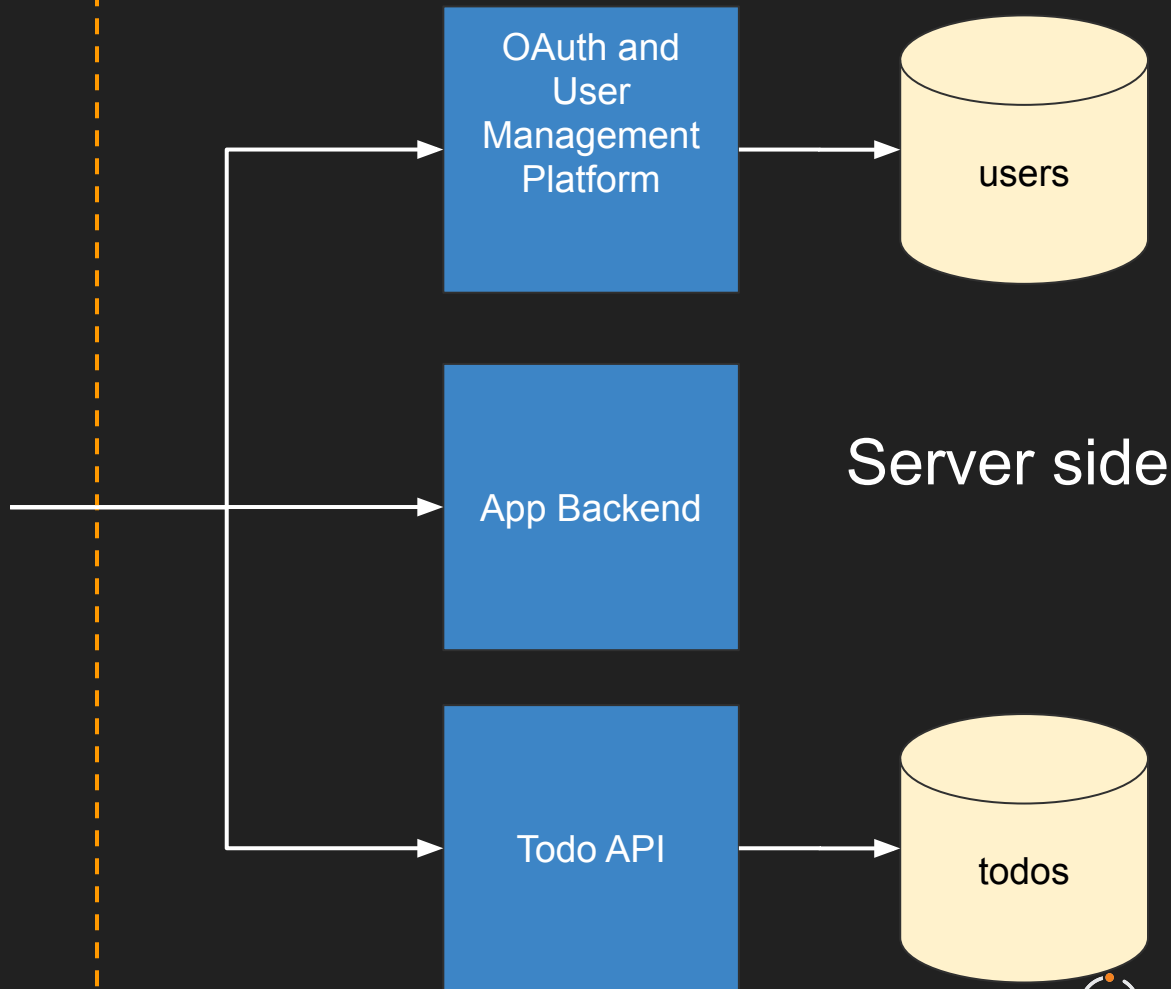 OAuth and
User
Management
Platform
users
Server side
App Backend
Todo API
todos